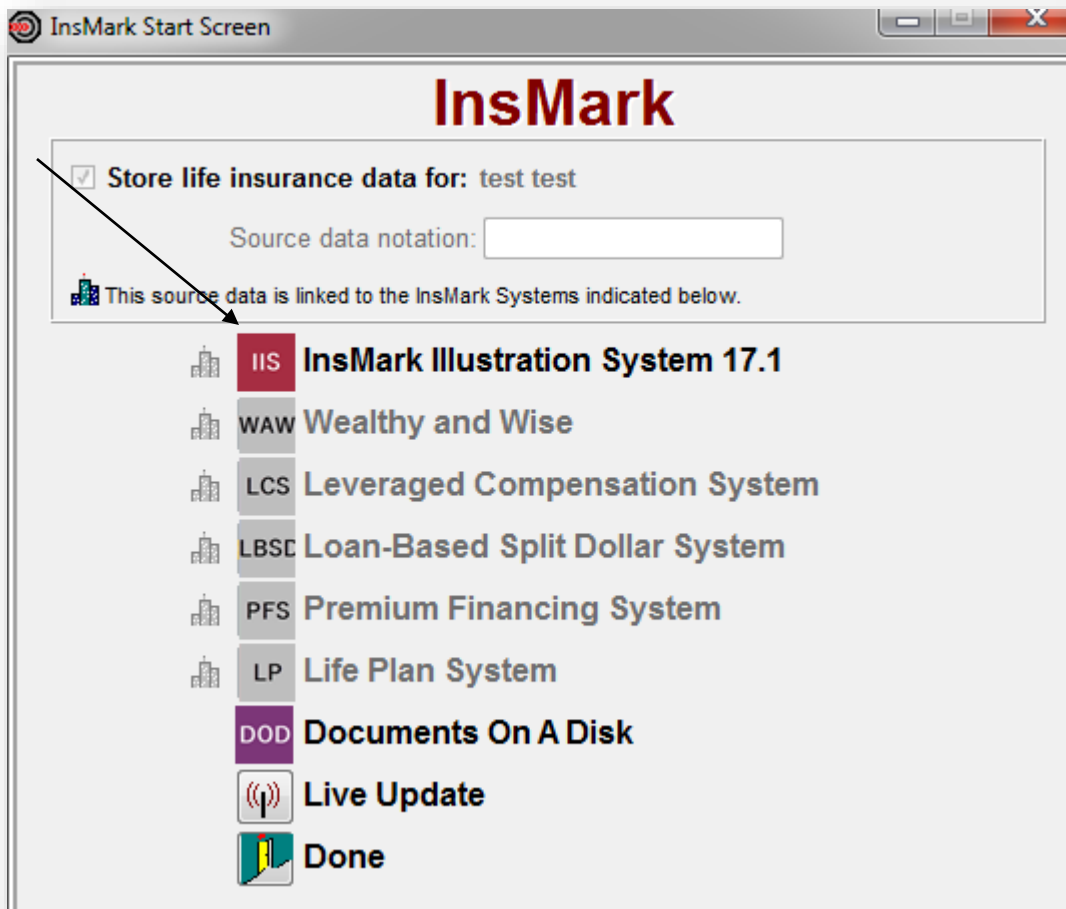 InsMark Start Screen
InsMark
Store life insurance data for: test test
Source data notation:
This source data is linked to the InsMark Systems indicated below.
IIS InsMark Illustration System 17.1
WAW Wealthy and Wise
LCS Leveraged Compensation System
LBSD Loan-Based Split Dollar System
PFS Premium Financing System
LP Life Plan System
DOD Documents On A Disk
Live Update
Done